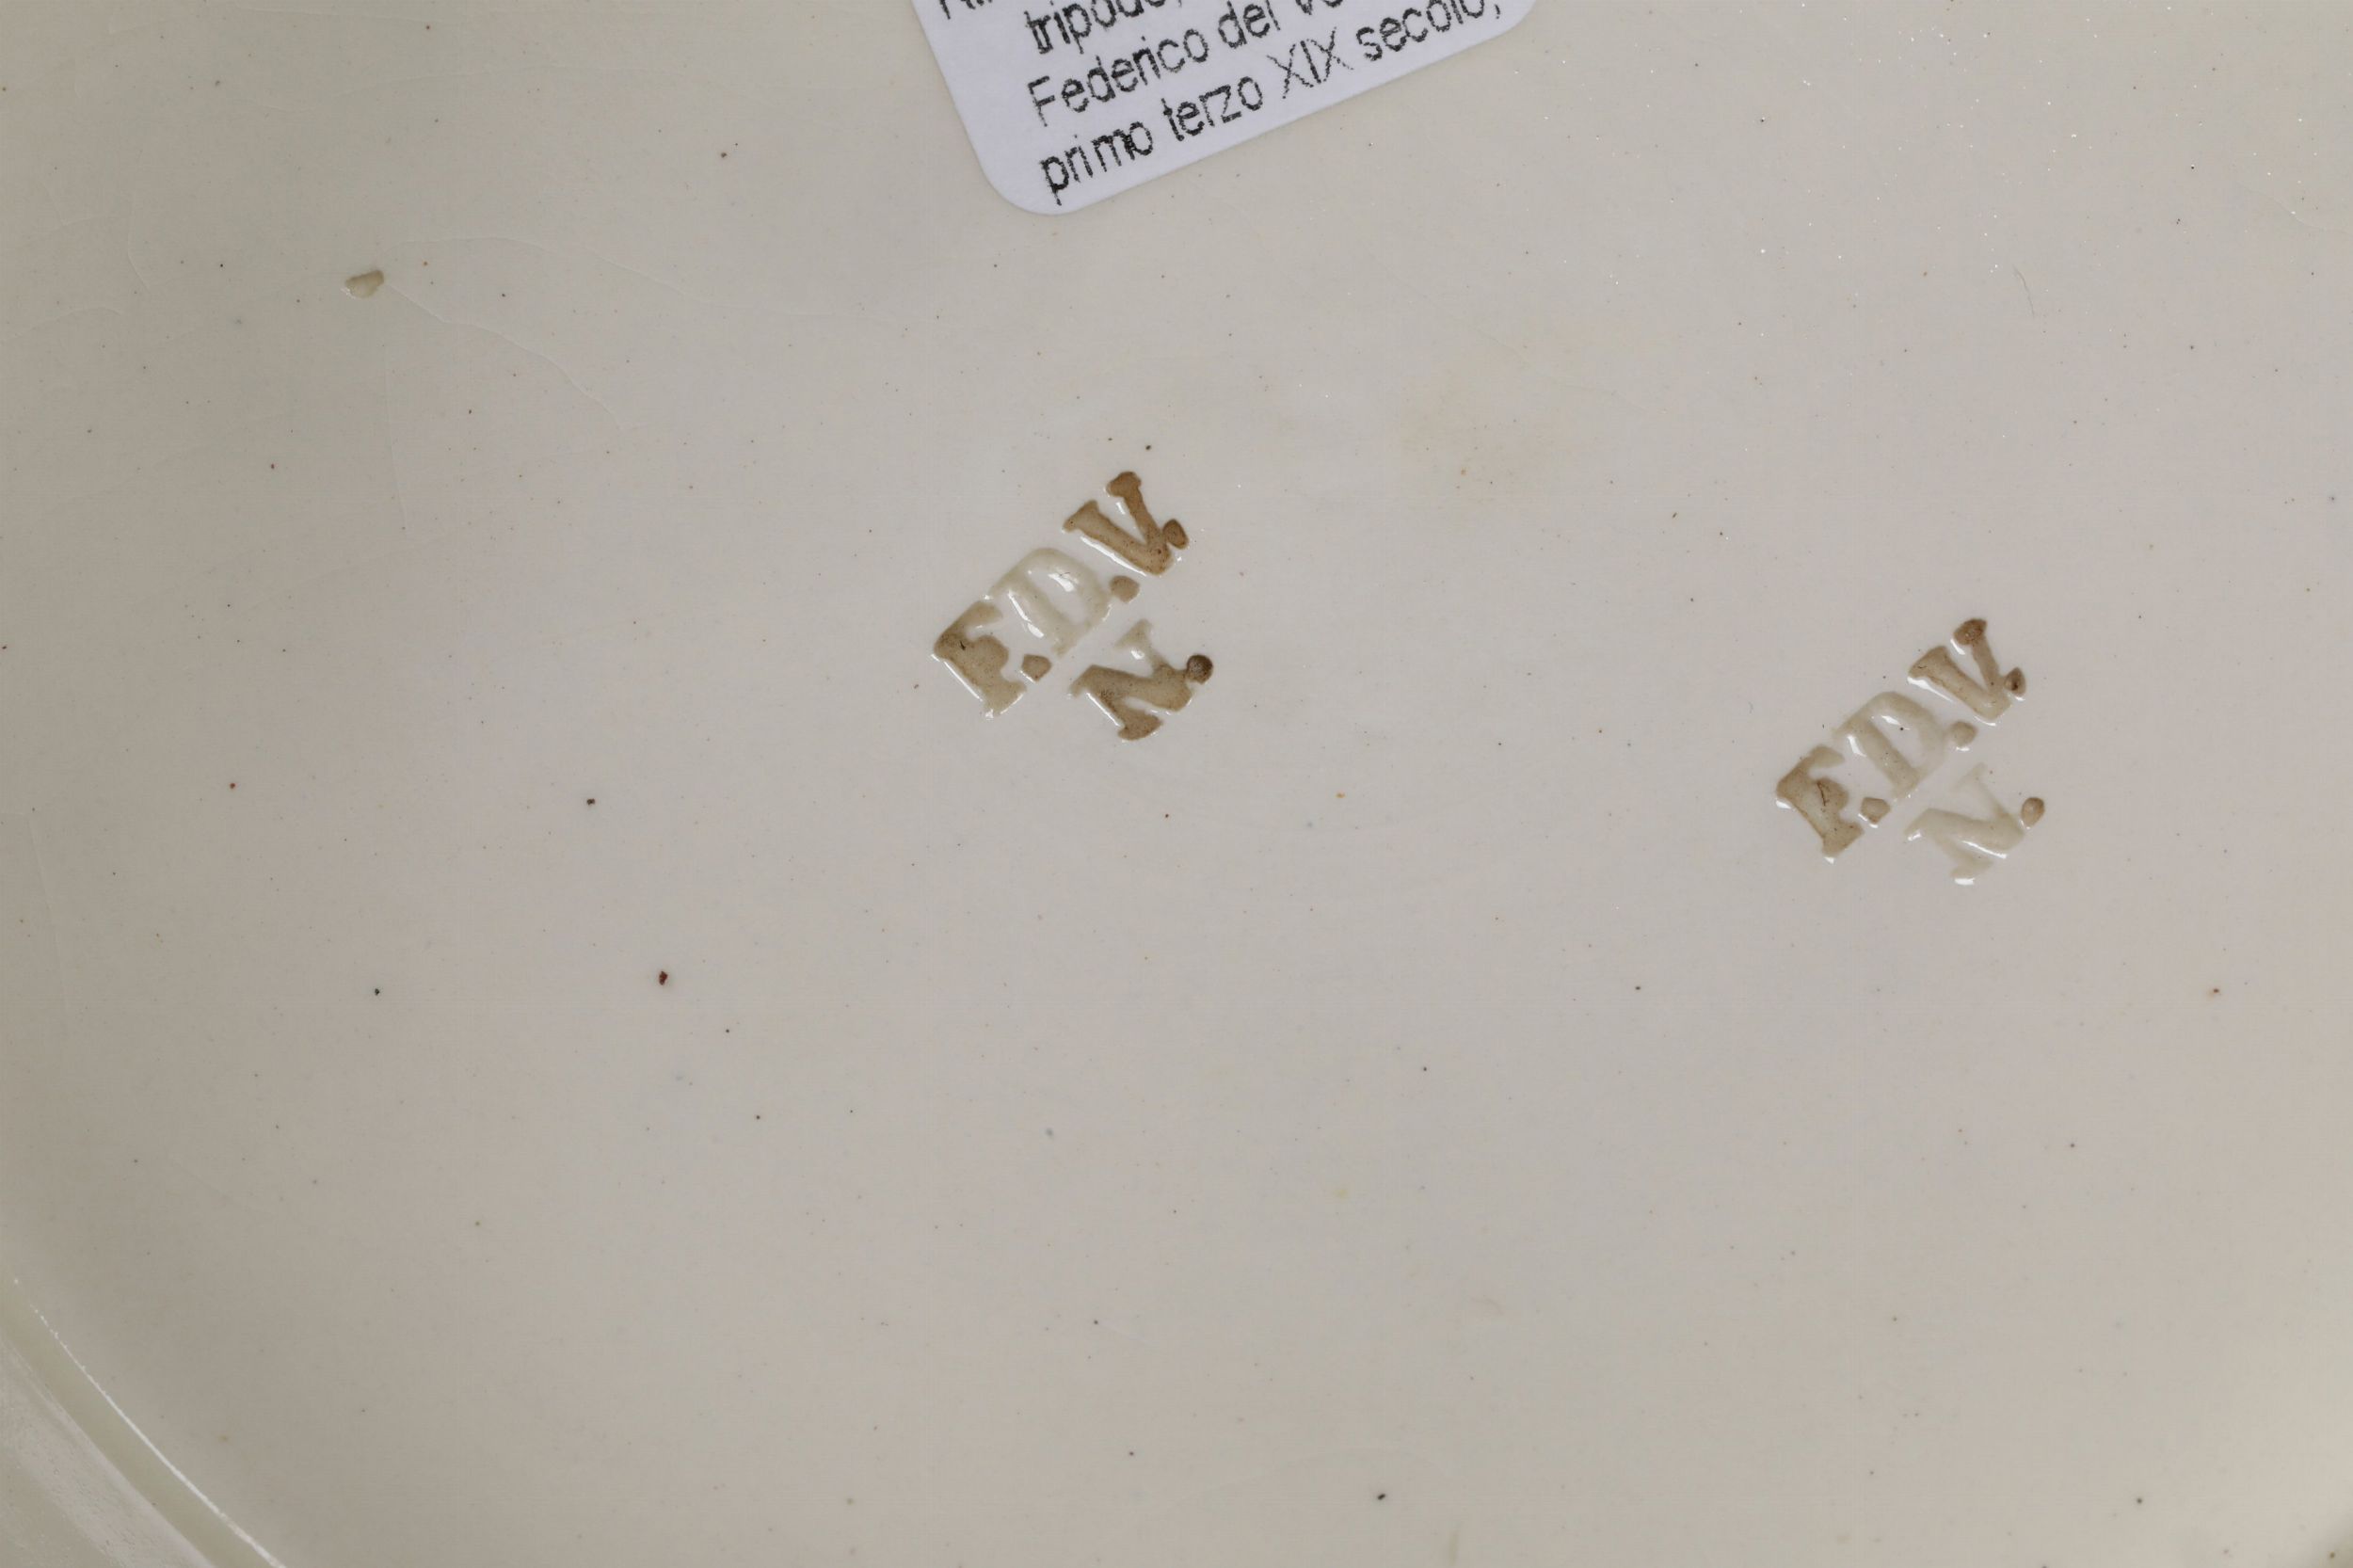 tripode,
Federico del
primo terzo XIX secolo,
F.D.V.
N.
F.D.V.
N.